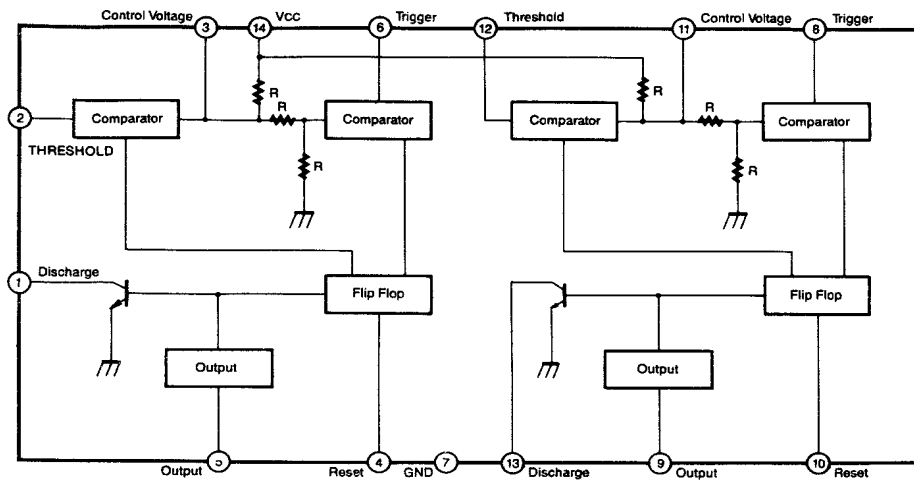 Control Voltage VCC Trigger Threshold Control Voltage Trigger
3 14 6 12 11 8
R R
R R
2 Comparator Comparator Comparator Comparator
THRESHOLD
R R
1 Discharge
Flip Flop Flip Flop
Output Output
5 4 7 13 9 10
Output Reset GND Discharge Output Reset